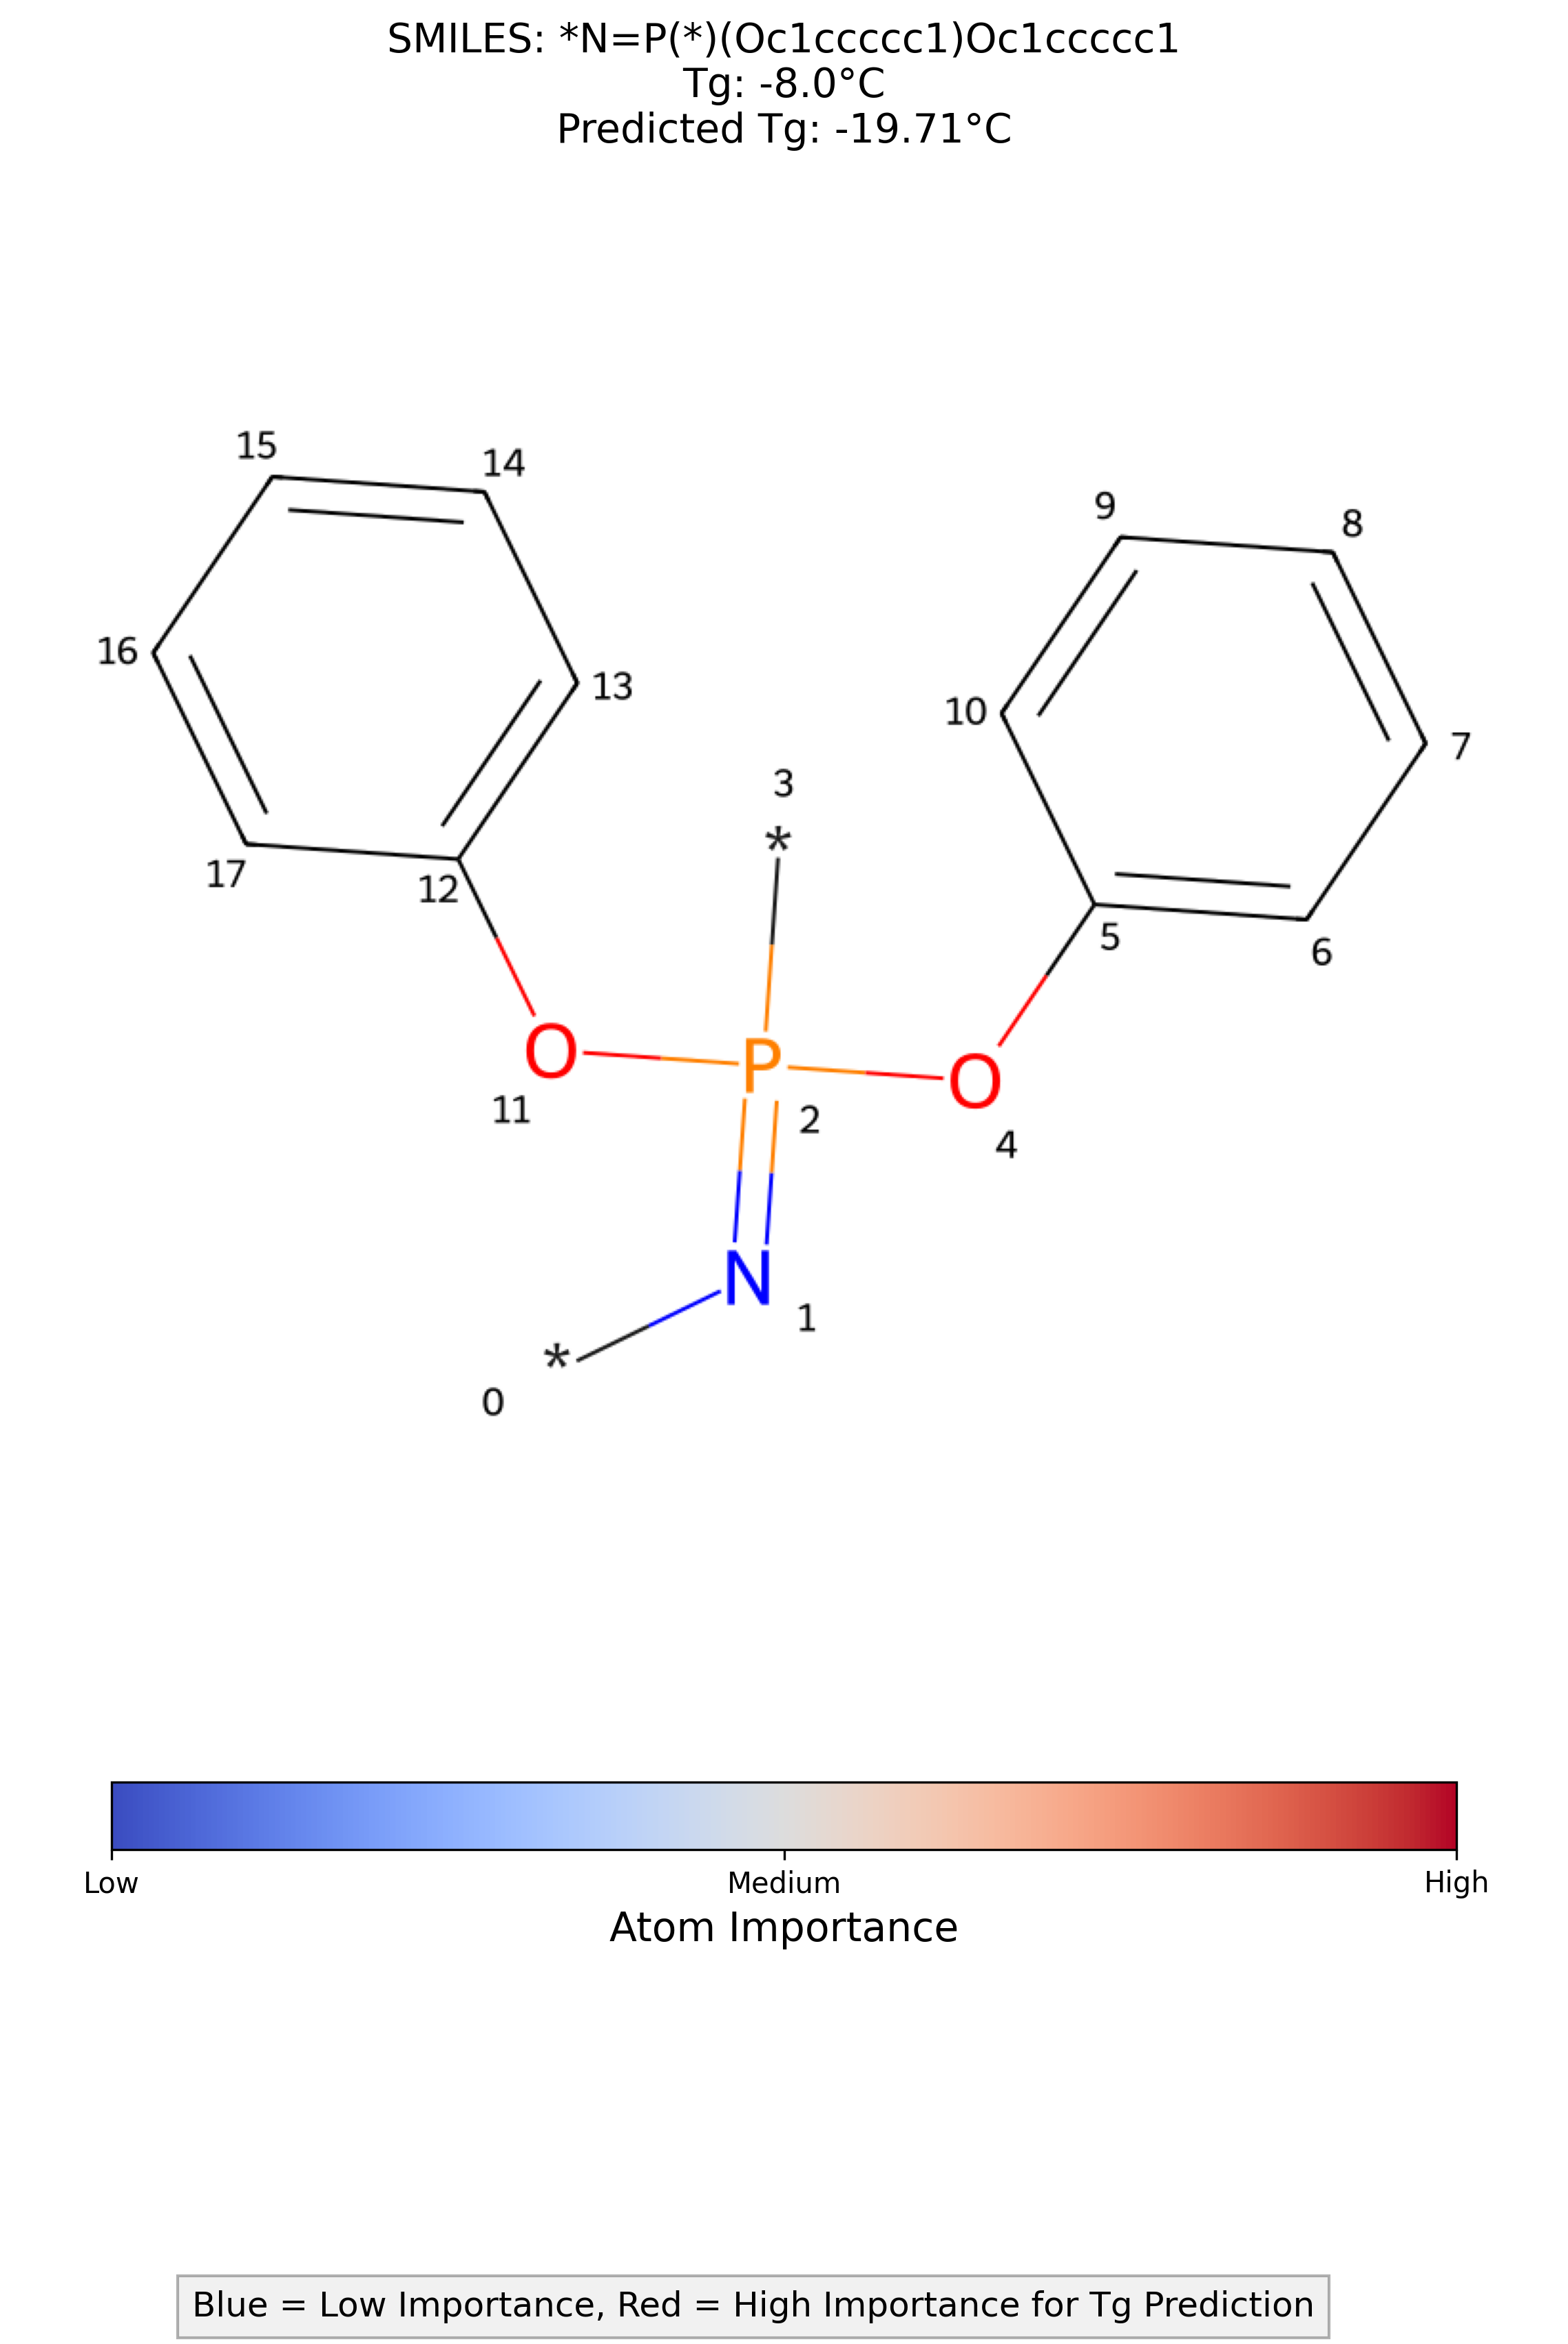 SMILES: *N=P(*)(Oc1ccccc1)Oc1ccccc1
Tg: -8.0°C
Predicted Tg: -19.71°C
15
14
9
8
16
13
10
7
3
*
17
12
5
6
O
P
O
11
2
4
N
1
*
0
Low
Medium
High
Atom Importance
Blue = Low Importance, Red = High Importance for Tg Prediction